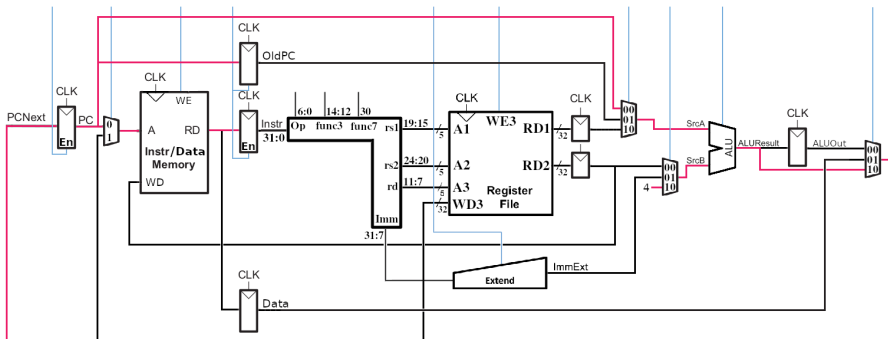 CLK
CLK
OldPC
CLK
PCNext
PC
En
0
1
CLK
WE
A
RD
Instr/Data
Memory
WD
CLK
Instr
31:0
En
6:0
14:12
30
Op
func3
func7
rs1
19:15
rs2
24:20
rd
11:7
Imm
31:7
5
5
5
32
CLK
WE3
A1
RD1
A2
RD2
A3
Register
WD3
File
32
32
CLK
00
01
10
SrcA
00
01
10
4
SrcB
ALU
ALUResult
CLK
ALUOut
00
01
10
Extend
ImmExt
CLK
Data